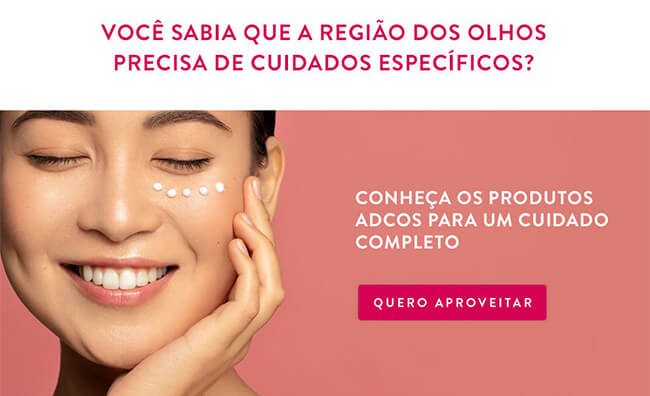 VOCÊ SABIA QUE A REGIÃO DOS OLHOS
PRECISA DE CUIDADOS ESPECÍFICOS?
CONHEÇA OS PRODUTOS
ADCOS PARA UM CUIDADO
COMPLETO
QUERO APROVEITAR